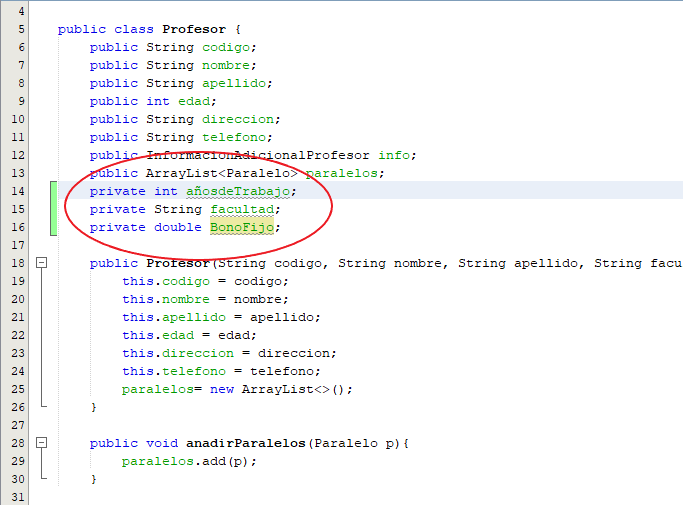 4
5 public class Profesor {
6 public String codigo;
7 public String nombre;
8 public String apellido;
9 public int edad;
10 public String direccion;
11 public String telefono;
12 public InformacionAdicionalProfesor info;
13 public ArrayList<Paralelo> paralelos;
14 private int añosdeTrabajo;
15 private String facultad;
16 private double BonoFijo;
17
18 public Profesor(String codigo, String nombre, String apellido, String facu
19 this.codigo = codigo;
20 this.nombre = nombre;
21 this.apellido = apellido;
22 this.edad = edad;
23 this.direccion = direccion;
24 this.telefono = telefono;
25 paralelos= new ArrayList<>();
26 }
27
28 public void anadirParalelos(Paralelo p){
29 paralelos.add(p);
30 }
31